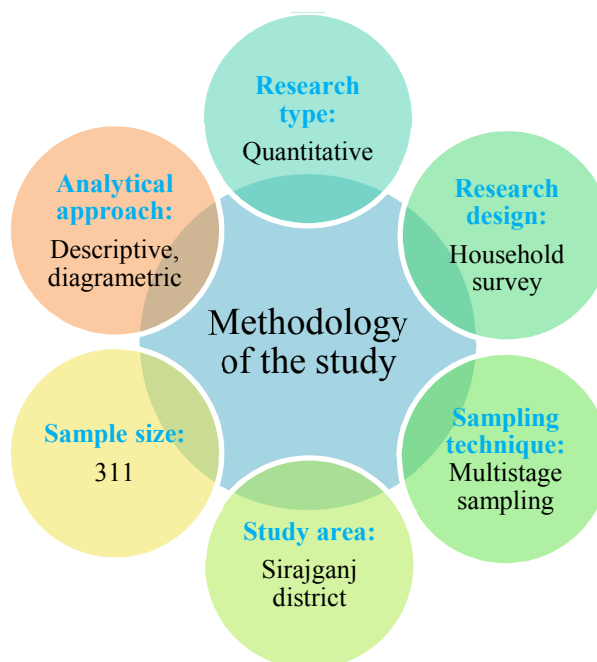 Research
type:
Quantitative
Research
design:
Household
survey
Sampling
technique:
Multistage
sampling
Study area:
Sirajganj
district
Sample size:
311
Analytical
approach:
Descriptive,
diagrametric
Methodology
of the study